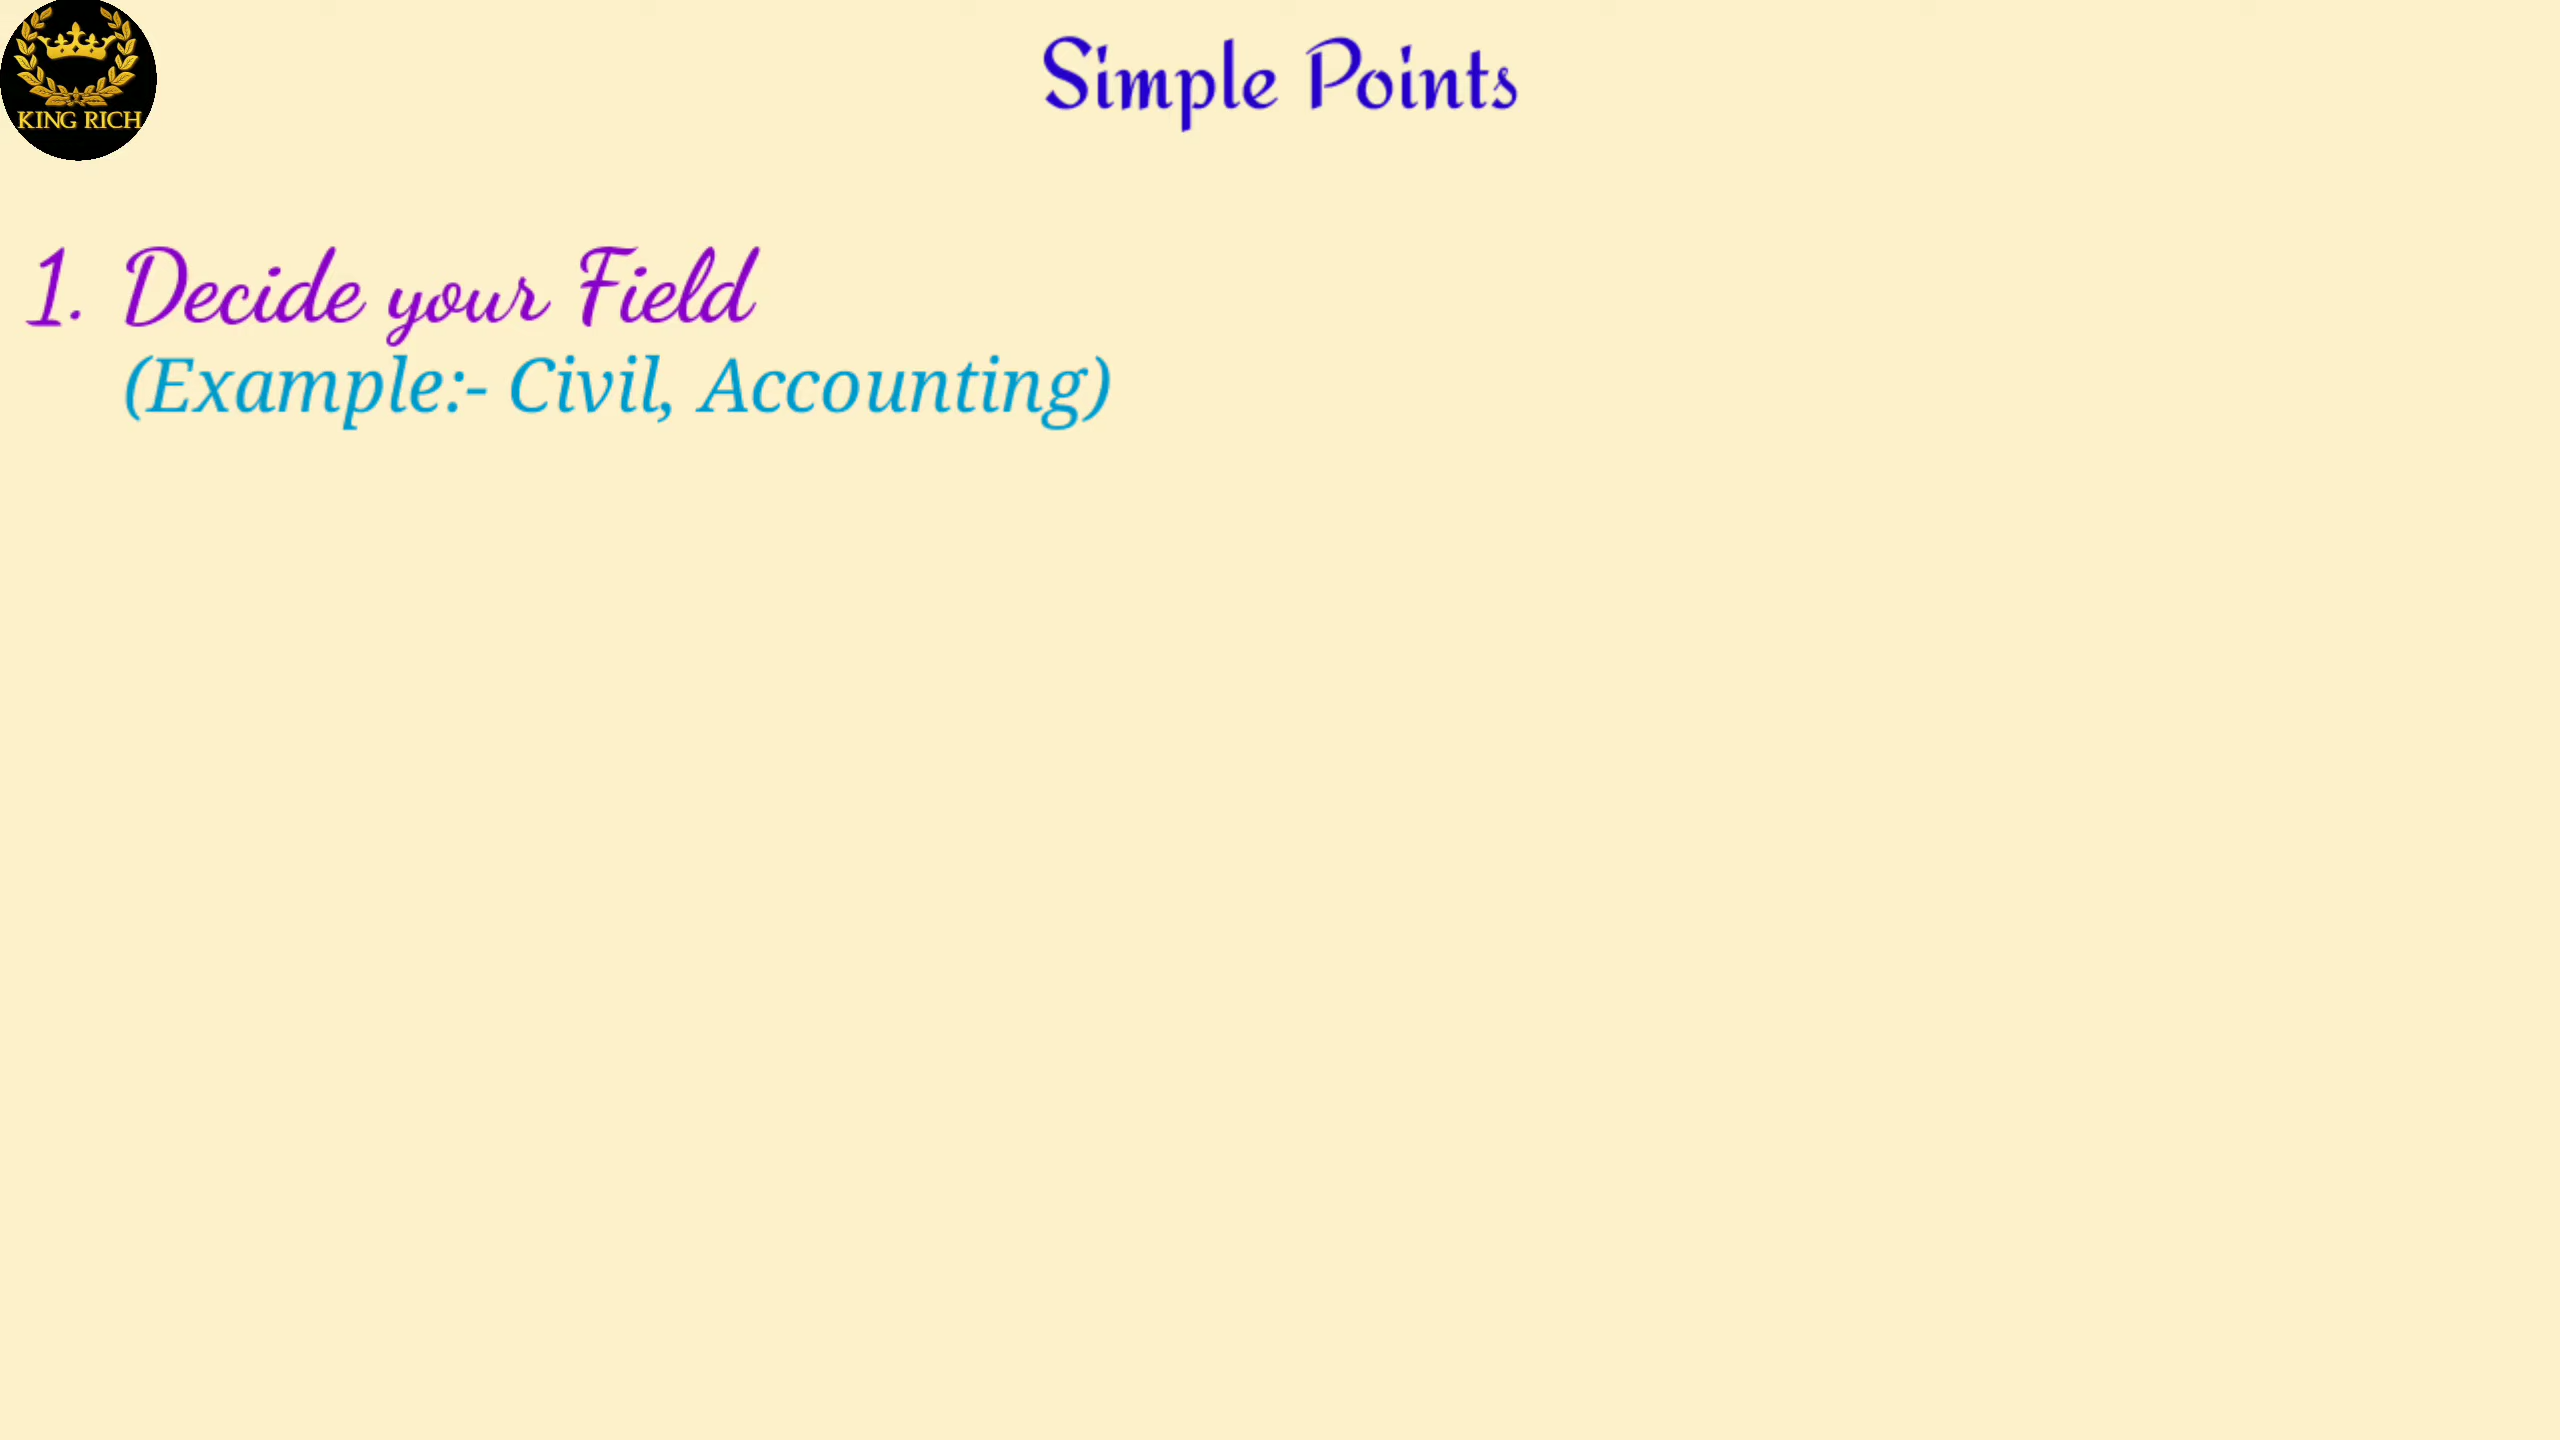 KING RICH
Simple Points
1. Decide your Field
(Example:- Civil, Accounting)